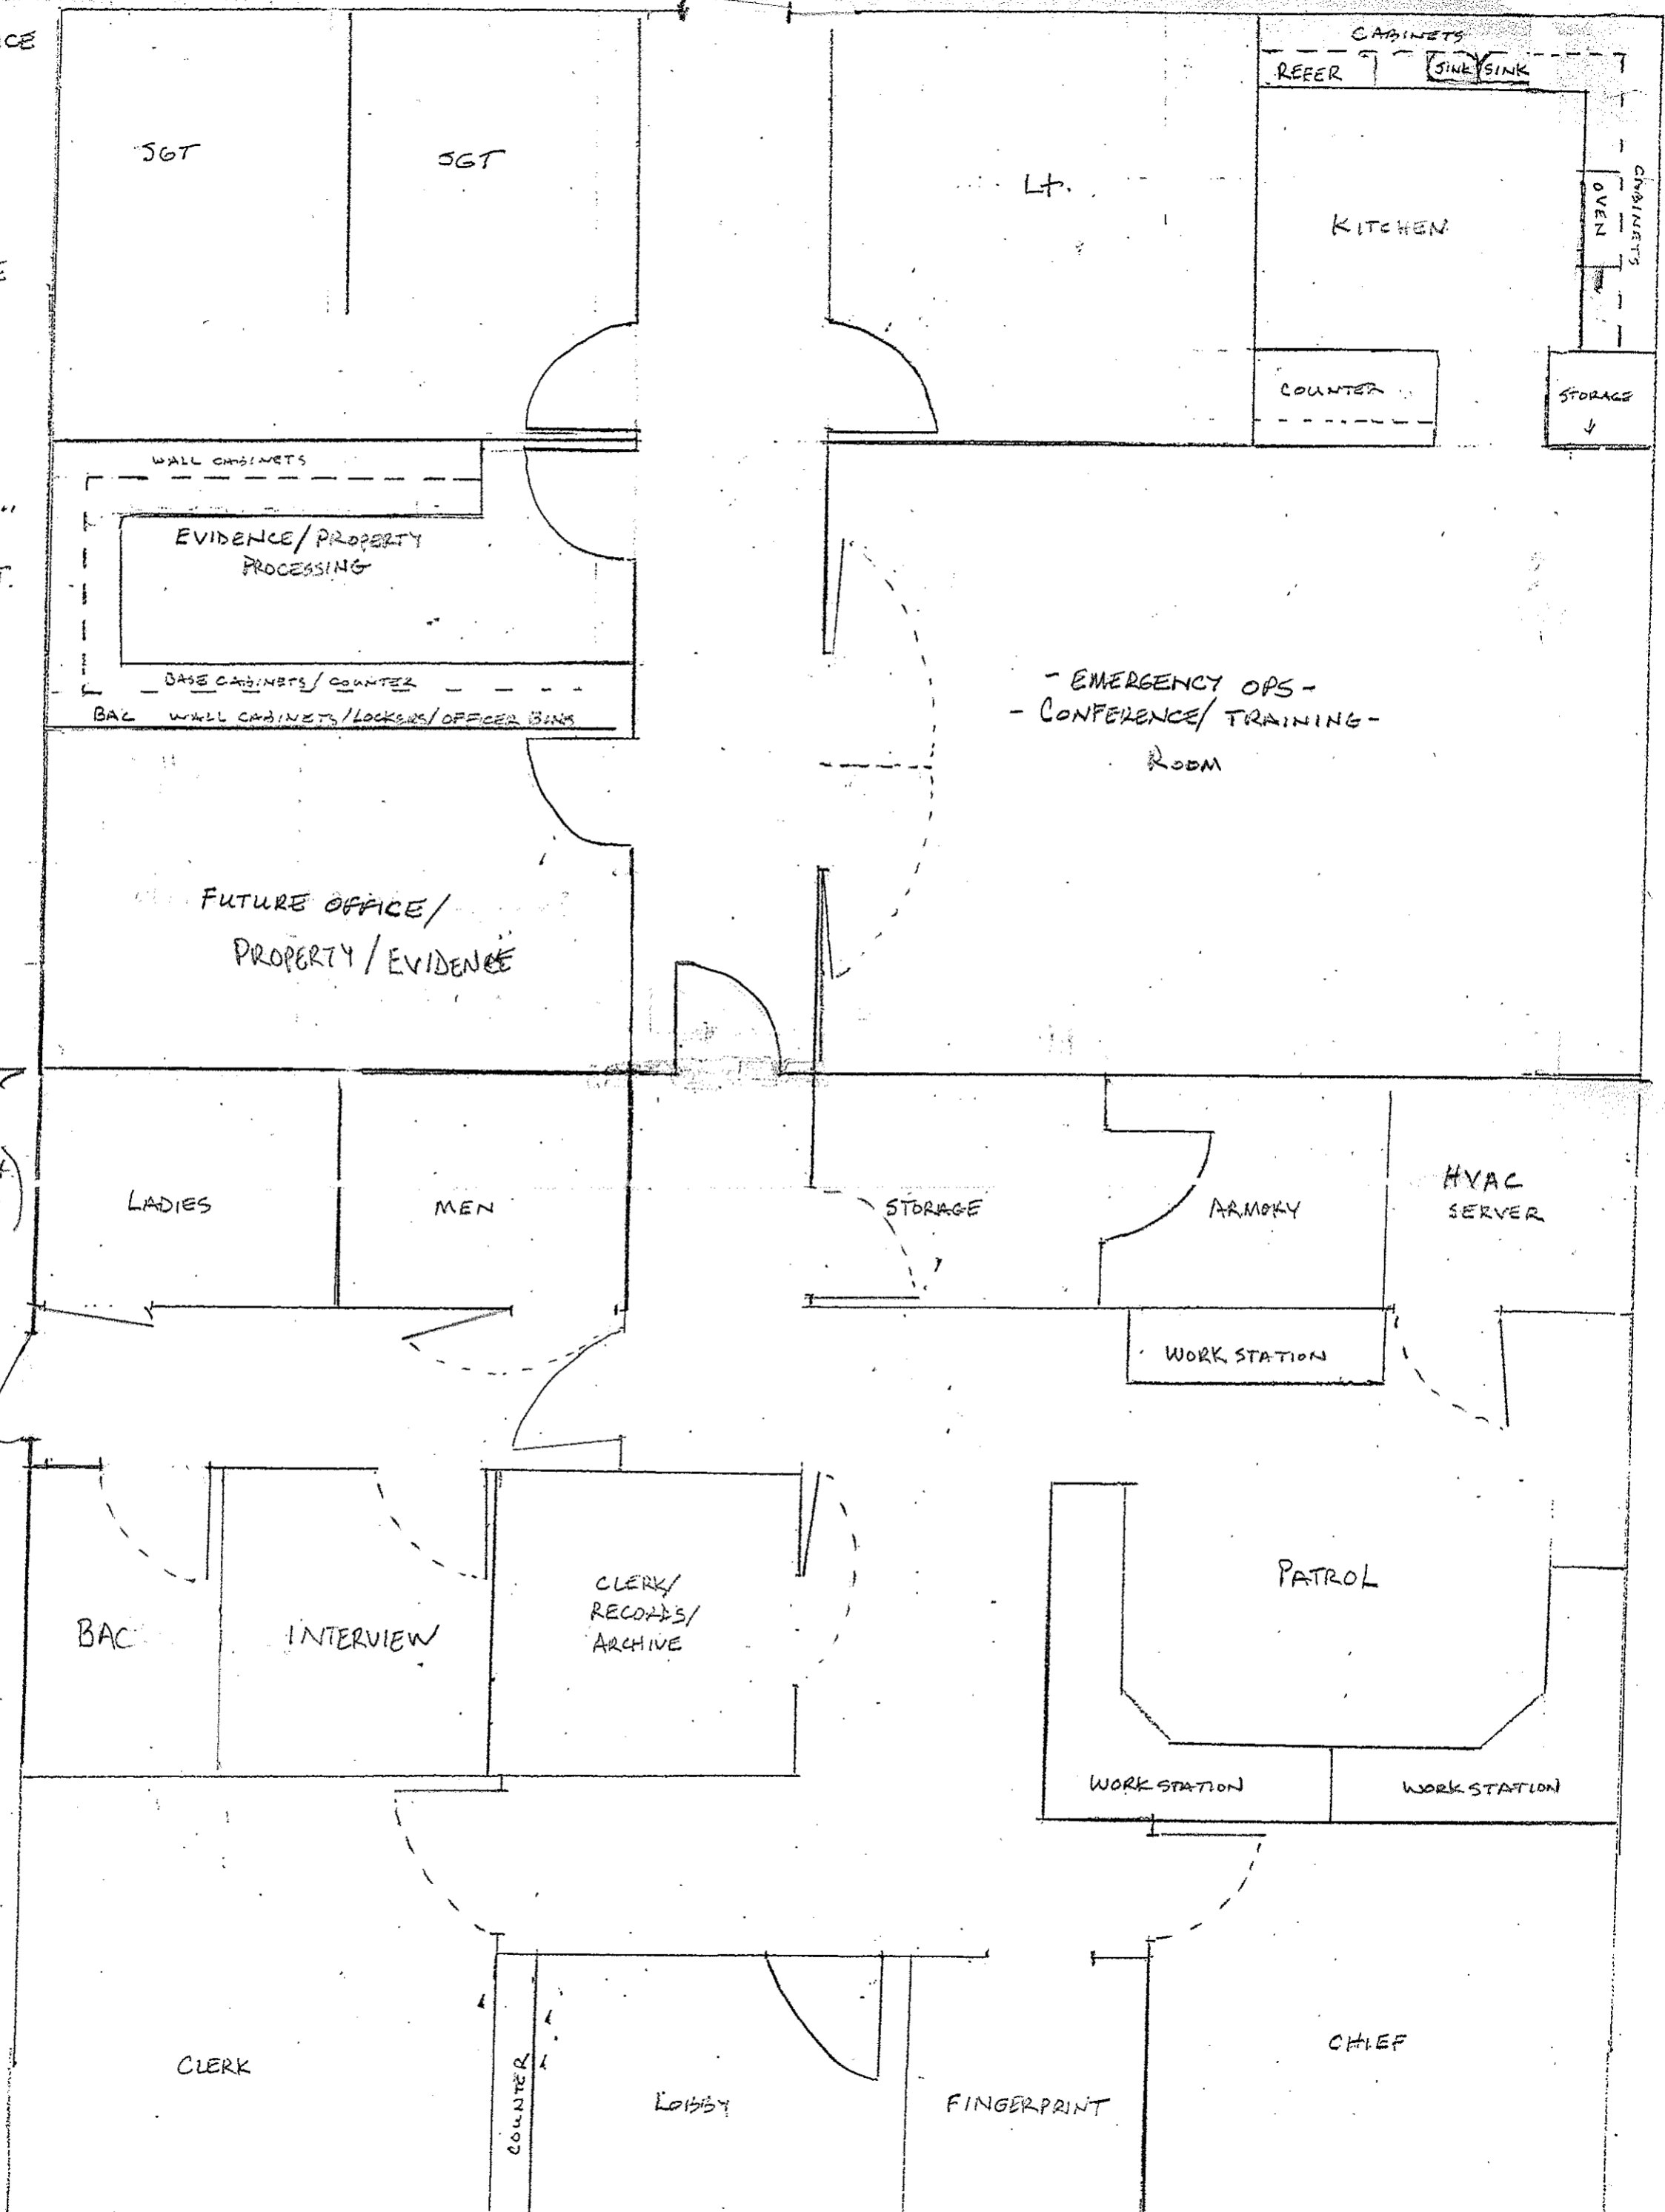 CE
CABINETS
REFER
SINK
SINK
SGT
SGT
Lt.
KITCHEN
OVEN
CABINETS
COUNTER
STORAGE
WALL CABINETS
EVIDENCE/PROPERTY
PROCESSING
BASE CABINETS/COUNTER
BAC WALL CABINETS/LOCKERS/OFFICER BINS
- EMERGENCY OPS -
- CONFERENCE/TRAINING -
ROOM
FUTURE OFFICE/
PROPERTY/EVIDENCE
LADIES
MEN
STORAGE
ARMORY
HVAC
SERVER
WORK STATION
BAC
INTERVIEW
CLERK/
RECORDS/
ARCHIVE
PATROL
WORK STATION
WORK STATION
CLERK
COUNTER
LOBBY
FINGERPRINT
CHIEF